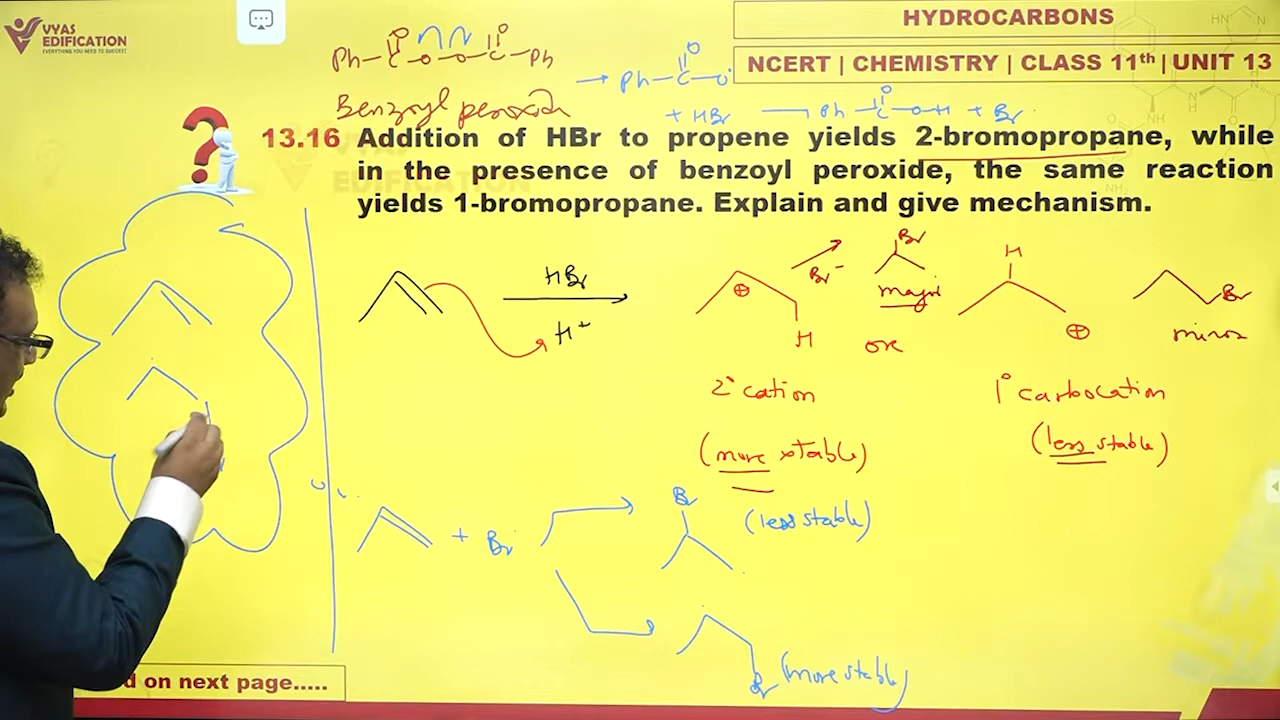 VYAS
EDIFICATION
EVERYTHING YOU NEED TO SUCCEED
HYDROCARBONS
NCERT | CHEMISTRY | CLASS 11th | UNIT 13
Ph-C-O-O-C-Ph
O O
→ Ph-C-O·
O
Benzoyl peroxide
+ HBr → Ph-C-O-H + Br·
O
13.16 Addition of HBr to propene yields 2-bromopropane, while
in the presence of benzoyl peroxide, the same reaction
yields 1-bromopropane. Explain and give mechanism.
HBr
H+
⊕
H
Br-
Br
major
or
H
⊕
Br
minor
2° cation
1° carbocation
(more stable)
(less stable)
+ Br·
Br
(less stable)
Br
(more stable)
d on next page.....